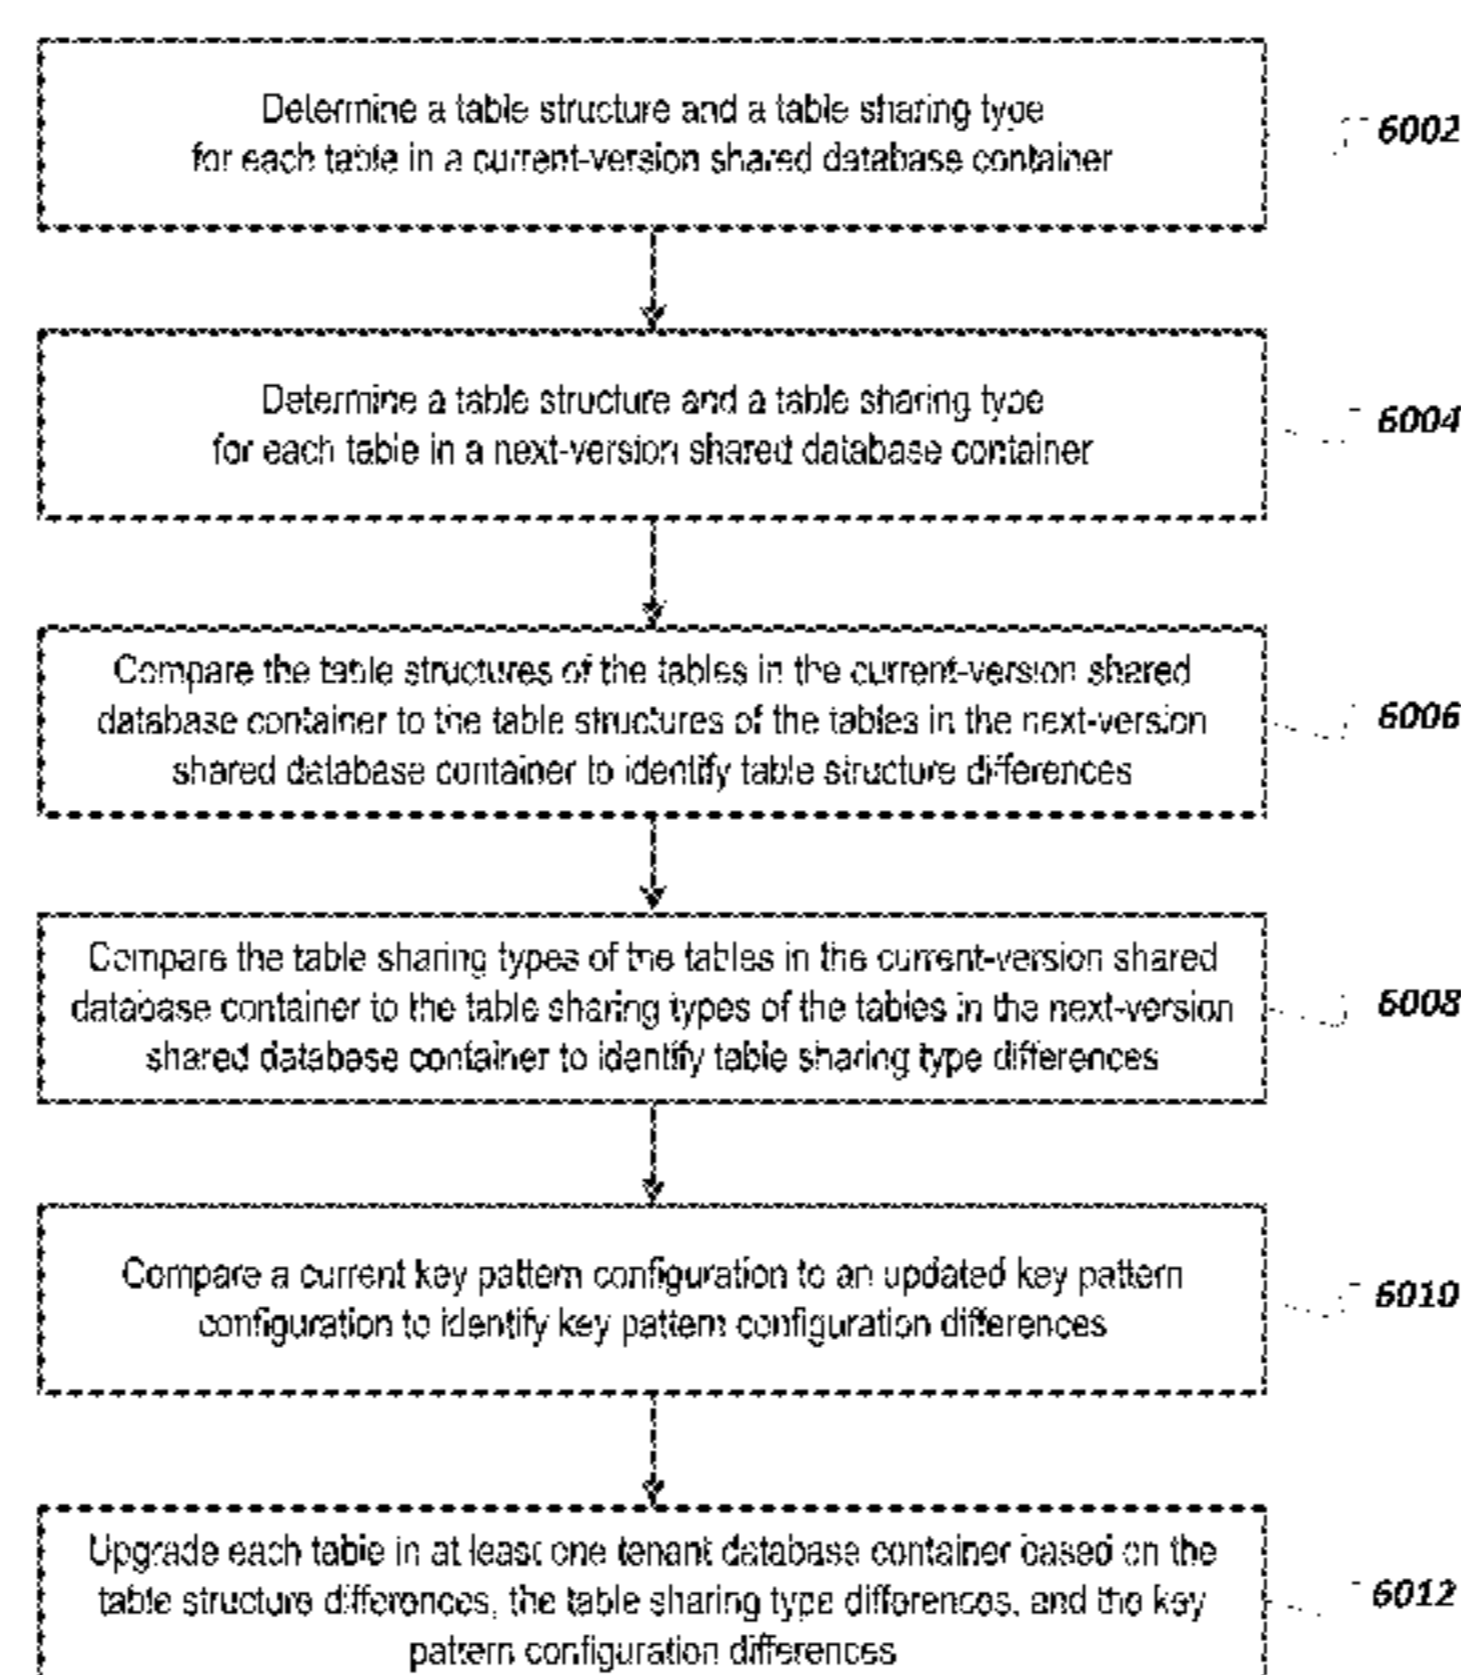 Determine a table structure and a table sharing type
for each table in a current-version shared database container
6002
Determine a table structure and a table sharing type
for each table in a next-version shared database container
6004
Compare the table structures of the tables in the current-version shared
database container to the table structures of the tables in the next-version
shared database container to identify table structure differences
6006
Compare the table sharing types of the tables in the current-version shared
database container to the table sharing types of the tables in the next-version
shared database container to identify table sharing type differences
6008
Compare a current key pattern configuration to an updated key pattern
configuration to identify key pattern configuration differences
6010
Upgrade each table in at least one tenant database container based on the
table structure differences, the table sharing type differences, and the key
pattern configuration differences
6012